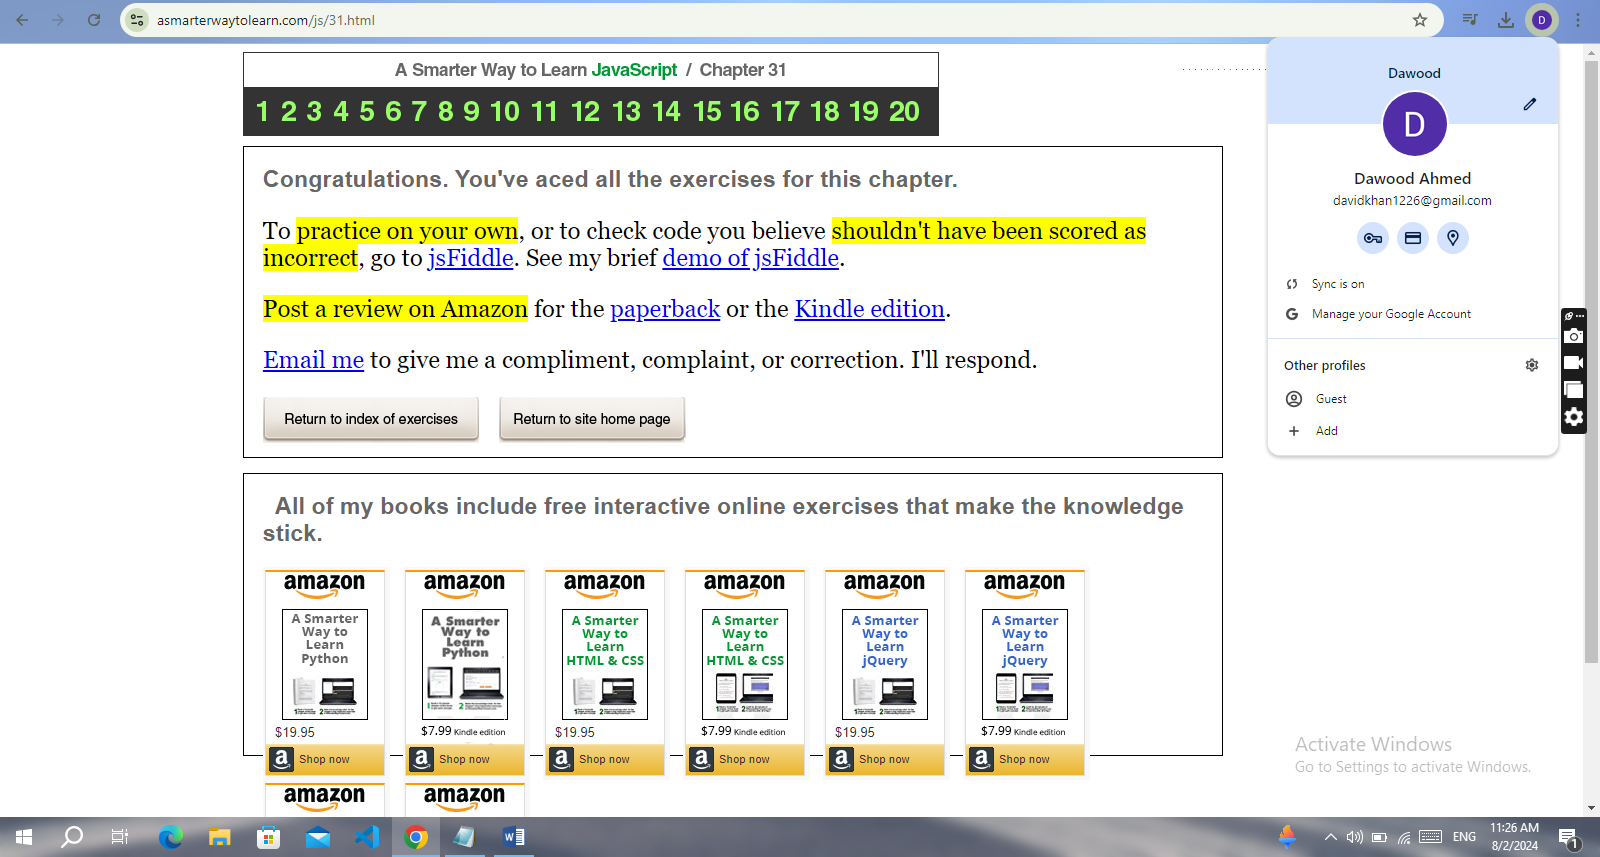 asmarterwaytolearn.com/js/31.html
D
A Smarter Way to Learn JavaScript / Chapter 31
1 2 3 4 5 6 7 8 9 10 11 12 13 14 15 16 17 18 19 20
Congratulations. You've aced all the exercises for this chapter.
To practice on your own, or to check code you believe shouldn't have been scored as
incorrect, go to jsFiddle. See my brief demo of jsFiddle.
Post a review on Amazon for the paperback or the Kindle edition.
Email me to give me a compliment, complaint, or correction. I'll respond.
Return to index of exercises Return to site home page
All of my books include free interactive online exercises that make the knowledge
stick.
amazon amazon amazon amazon amazon amazon
A Smarter A Smarter A Smarter A Smarter A Smarter A Smarter
Way to Way to Way to Way to Way to Way to
Learn Learn Learn Learn Learn Learn
Python Python HTML & CSS HTML & CSS jQuery jQuery
$19.95 $7.99 Kindle edition $19.95 $7.99 Kindle edition $19.95 $7.99 Kindle edition
a Shop now a Shop now a Shop now a Shop now a Shop now a Shop now
amazon amazon
Dawood
D
Dawood Ahmed
davidkhan1226@gmail.com
Sync is on
G Manage your Google Account
Other profiles
Guest
Add
Activate Windows
Go to Settings to activate Windows.
ENG
11:26 AM
8/2/2024
1